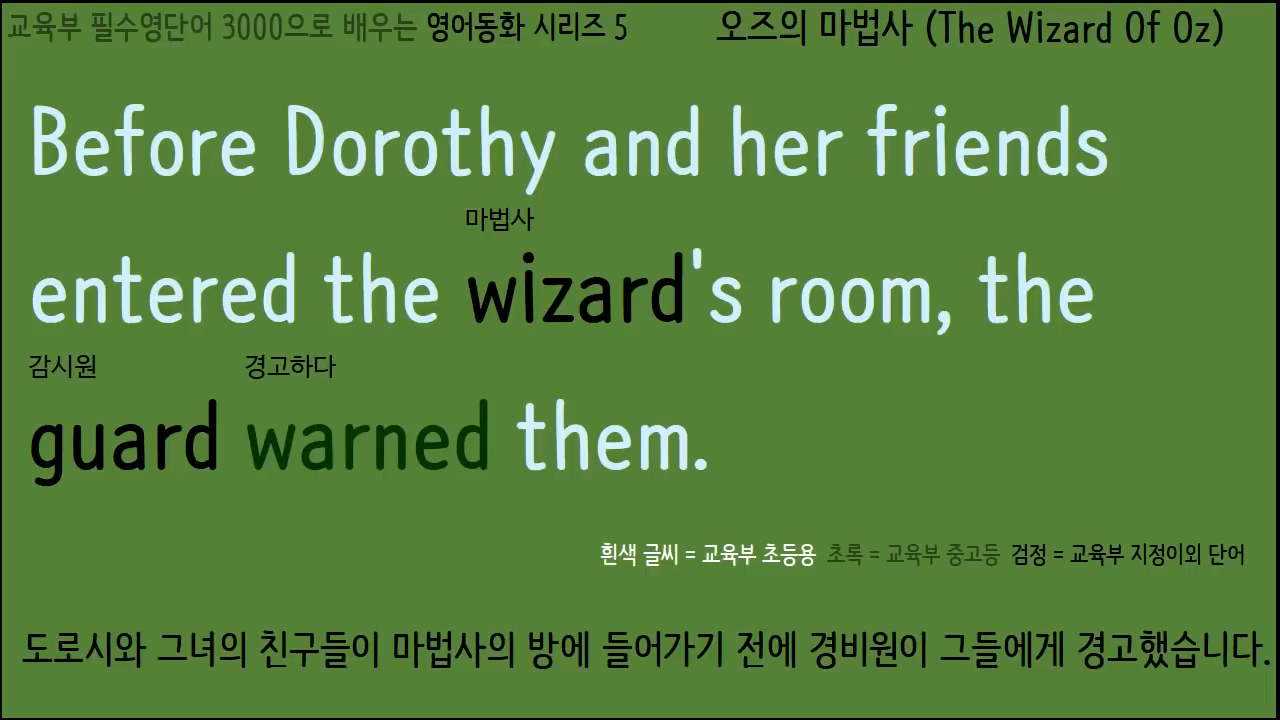 교육부 필수영단어 3000으로 배우는 영어동화 시리즈 5 오즈의 마법사 (The Wizard Of Oz)
Before Dorothy and her friends
마법사
entered the wizard's room, the
감시원 경고하다
guard warned them.
흰색 글씨 = 교육부 초등용 초록 = 교육부 중고등 검정 = 교육부 지정이외 단어
도로시와 그녀의 친구들이 마법사의 방에 들어가기 전에 경비원이 그들에게 경고했습니다.